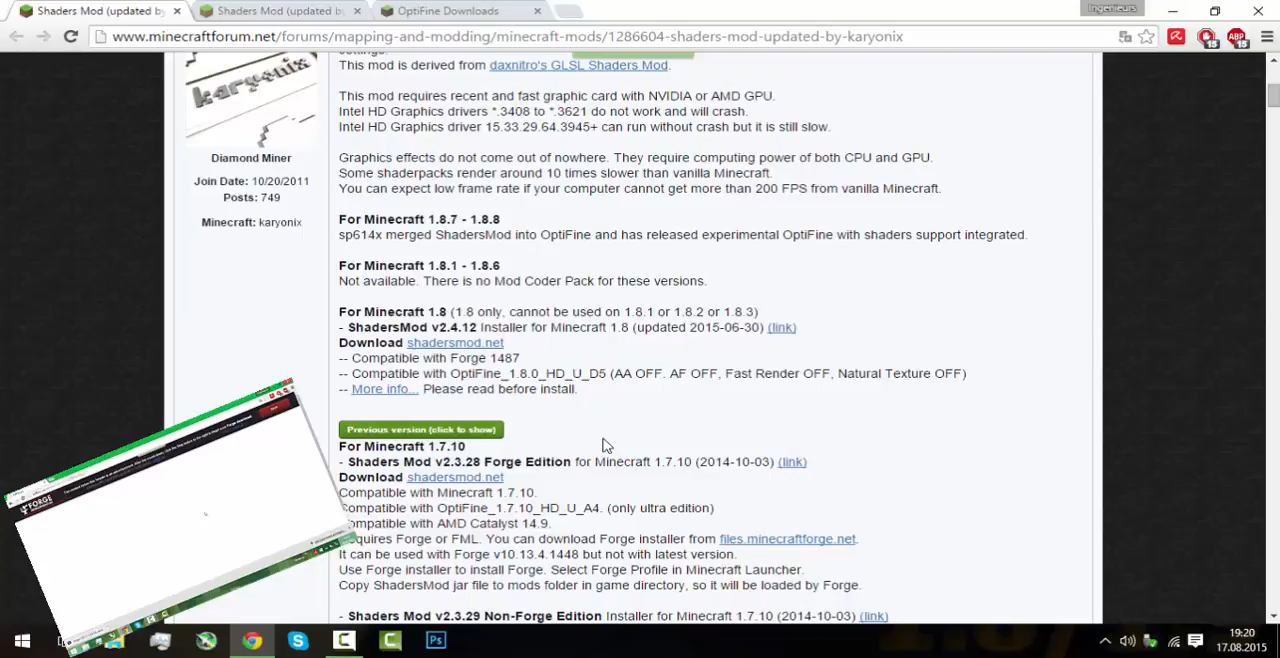 Shaders Mod (updated by
Shaders Mod (updated by
OptiFine Downloads
Ingenieurs
www.minecraftforum.net/forums/mapping-and-modding/minecraft-mods/1286604-shaders-mod-updated-by-karyonix
15
ABP
15
karyonix
This mod is derived from daxnitro's GLSL Shaders Mod.
This mod requires recent and fast graphic card with NVIDIA or AMD GPU.
Intel HD Graphics drivers *.3408 to *.3621 do not work and will crash.
Intel HD Graphics driver 15.33.29.64.3945+ can run without crash but it is still slow.
Diamond Miner
Join Date: 10/20/2011
Posts: 749
Minecraft: karyonix
Graphics effects do not come out of nowhere. They require computing power of both CPU and GPU.
Some shaderpacks render around 10 times slower than vanilla Minecraft.
You can expect low frame rate if your computer cannot get more than 200 FPS from vanilla Minecraft.
For Minecraft 1.8.7 - 1.8.8
sp614x merged ShadersMod into OptiFine and has released experimental OptiFine with shaders support integrated.
For Minecraft 1.8.1 - 1.8.6
Not available. There is no Mod Coder Pack for these versions.
For Minecraft 1.8 (1.8 only, cannot be used on 1.8.1 or 1.8.2 or 1.8.3)
- ShadersMod v2.4.12 Installer for Minecraft 1.8 (updated 2015-06-30) (link)
Download shadersmod.net
-- Compatible with Forge 1487
-- Compatible with OptiFine_1.8.0_HD_U_D5 (AA OFF. AF OFF, Fast Render OFF, Natural Texture OFF)
-- More info... Please read before install.
Previous version (click to show)
For Minecraft 1.7.10
- Shaders Mod v2.3.28 Forge Edition for Minecraft 1.7.10 (2014-10-03) (link)
Download shadersmod.net
Compatible with Minecraft 1.7.10.
Compatible with OptiFine_1.7.10_HD_U_A4. (only ultra edition)
ompatible with AMD Catalyst 14.9.
equires Forge or FML. You can download Forge installer from files.minecraftforge.net.
It can be used with Forge v10.13.4.1448 but not with latest version.
Use Forge installer to install Forge. Select Forge Profile in Minecraft Launcher.
Copy ShadersMod jar file to mods folder in game directory, so it will be loaded by Forge.
- Shaders Mod v2.3.29 Non-Forge Edition Installer for Minecraft 1.7.10 (2014-10-03) (link)
FORGE
Ps
19:20
17.08.2015